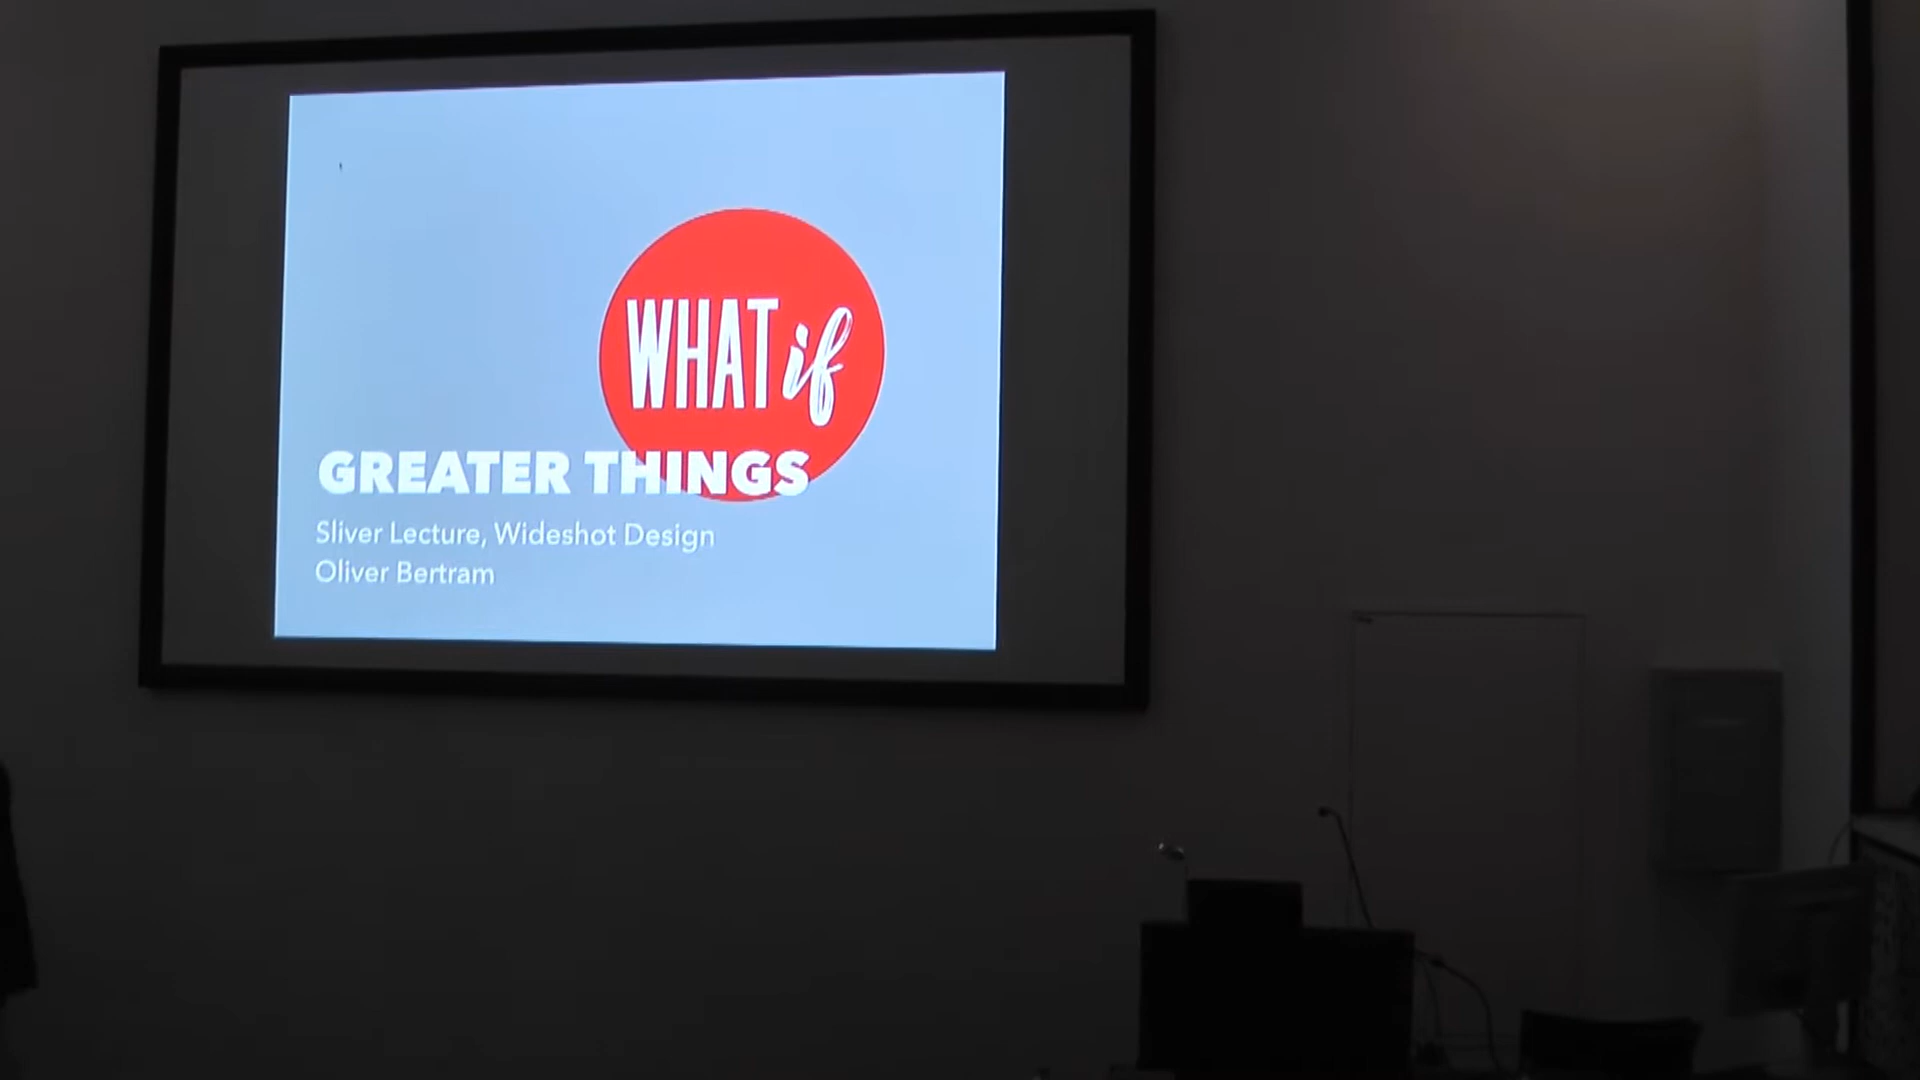 WHAT if
GREATER THINGS
Sliver Lecture, Wideshot Design
Oliver Bertram